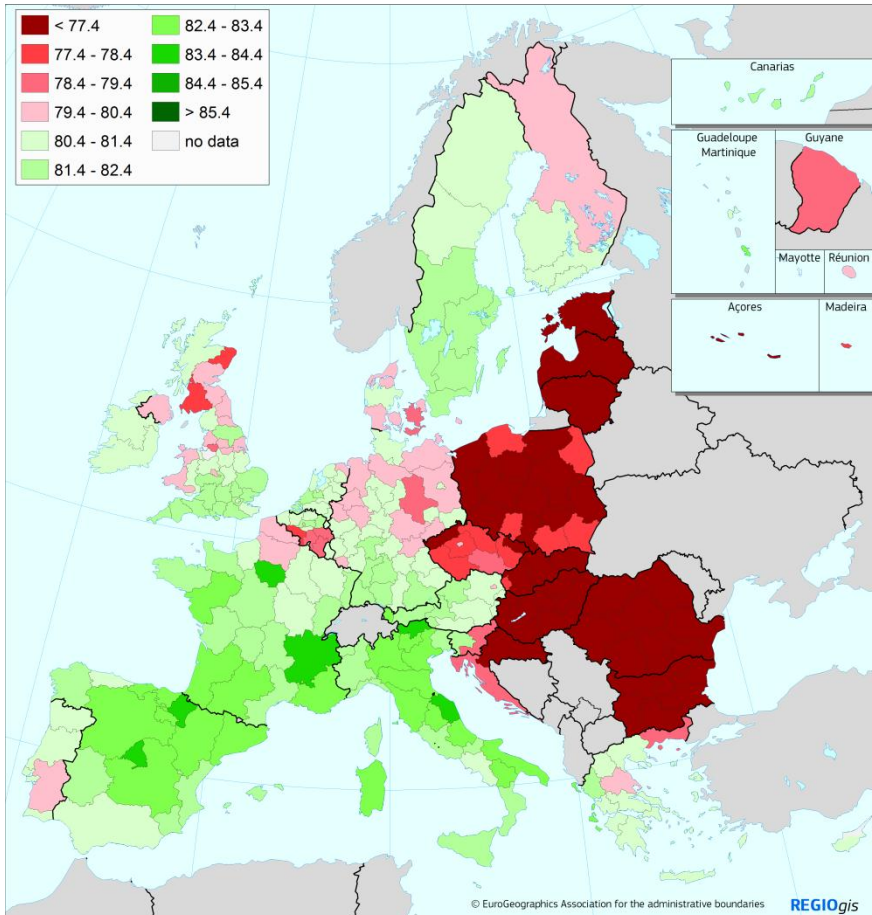 < 77.4
77.4 - 78.4
78.4 - 79.4
79.4 - 80.4
80.4 - 81.4
81.4 - 82.4
82.4 - 83.4
83.4 - 84.4
84.4 - 85.4
> 85.4
no data
Canarias
Guadeloupe
Martinique
Guyane
Mayotte
Réunion
Açores
Madeira
© EuroGeographics Association for the administrative boundaries
REGIOgis